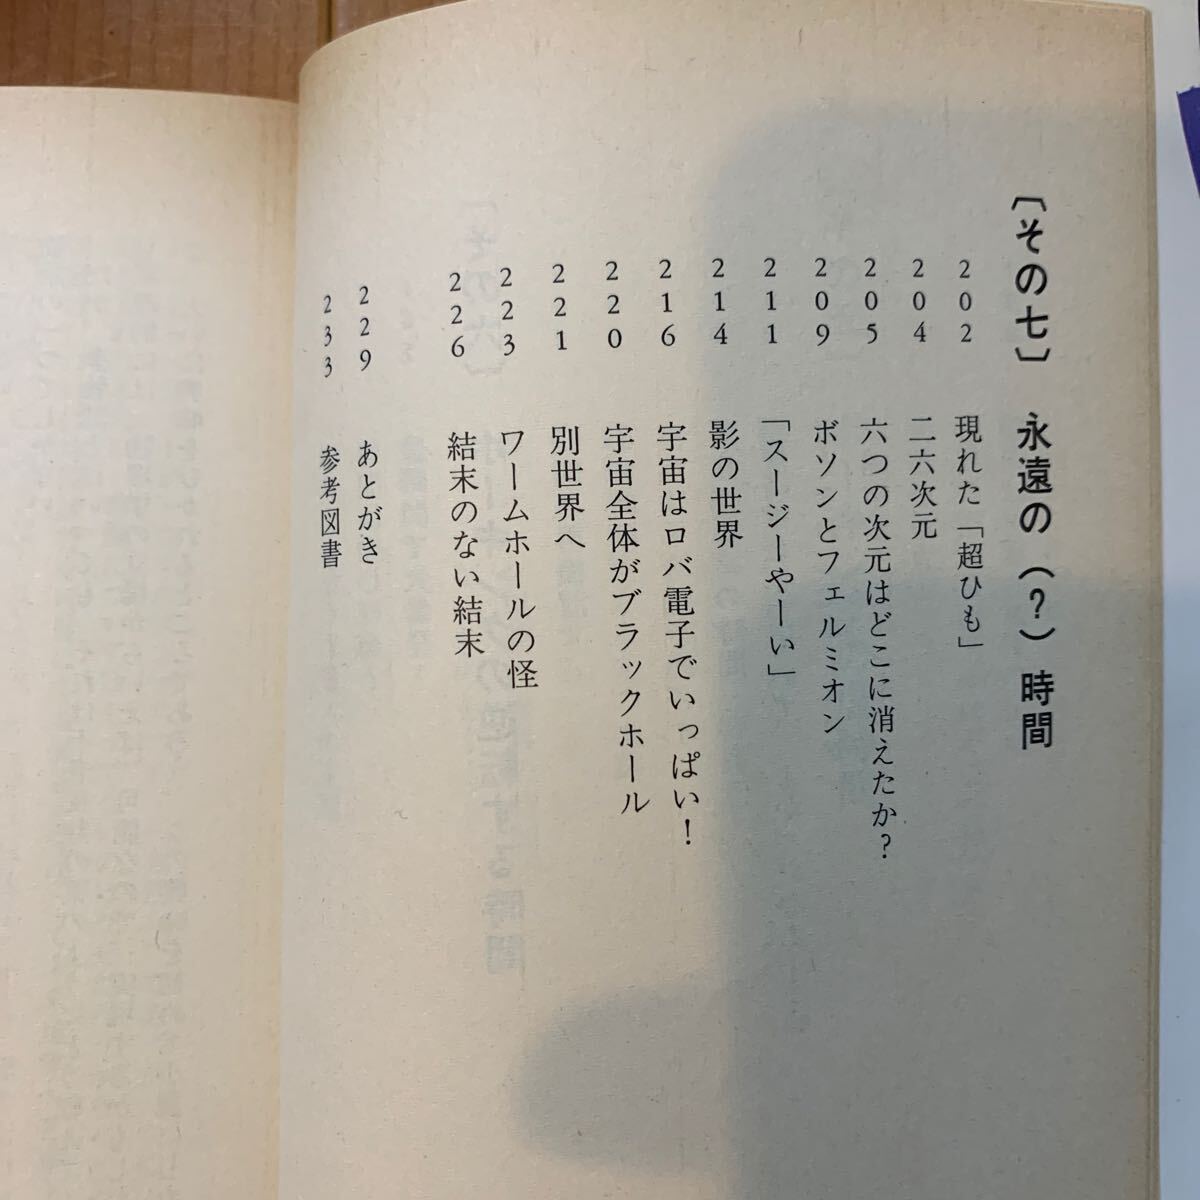 〔その七〕 永遠の(?)時間
202 現れた「超ひも」
204 二六次元
205 六つの次元はどこに消えたか?
209 ボソンとフェルミオン
211 「スージーやーい」
214 影の世界
216 宇宙はロバ電子でいっぱい!
220 宇宙全体がブラックホール
221 別世界へ
223 ワームホールの怪
226 結末のない結末
229 あとがき
233 参考図書